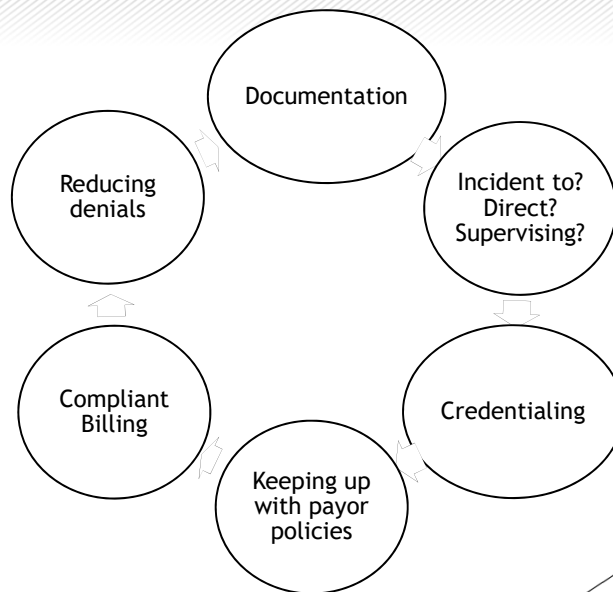 Documentation
Incident to?
Direct?
Supervising?
Credentialing
Keeping up
with payor
policies
Compliant
Billing
Reducing
denials